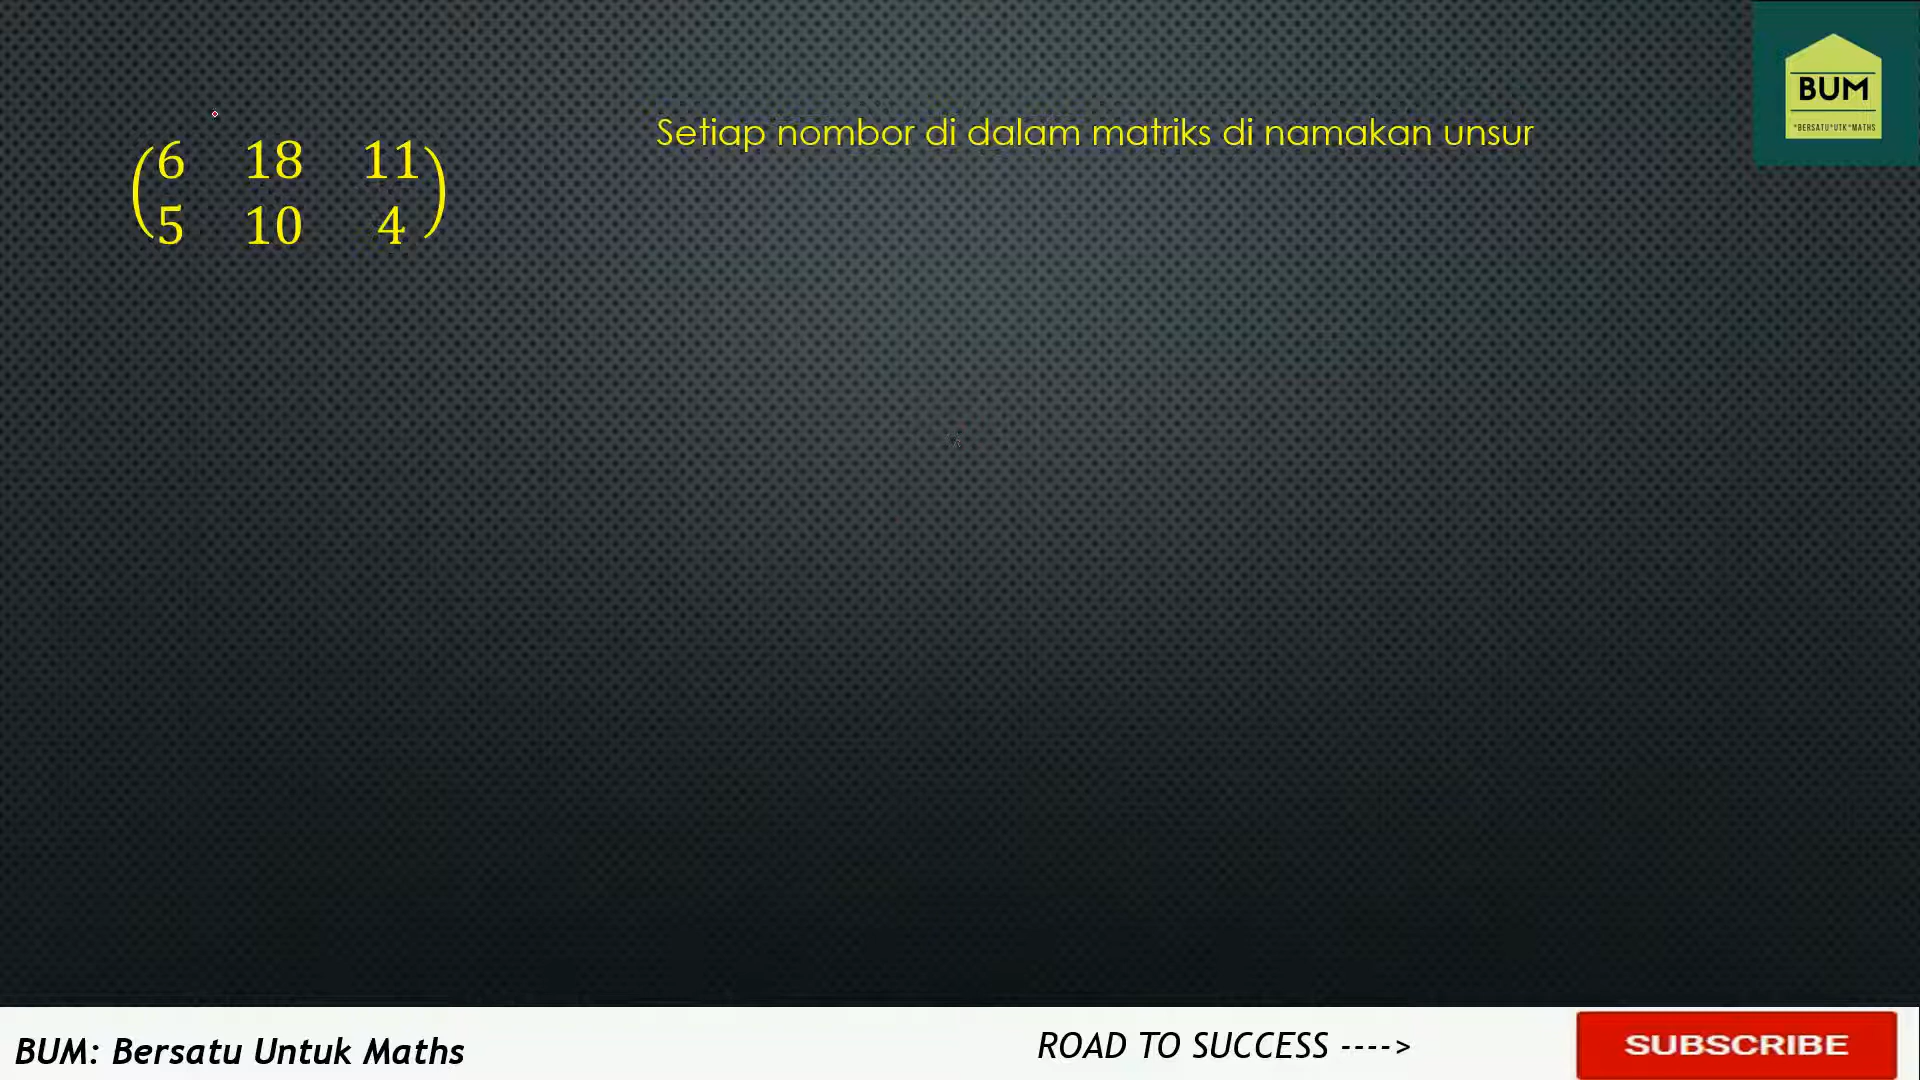 6 18 11
5 10 4
Setiap nombor di dalam matriks di namakan unsur
BUM
*BERSATU*UTK*MATHS
BUM: Bersatu Untuk Maths
ROAD TO SUCCESS ---->
SUBSCRIBE